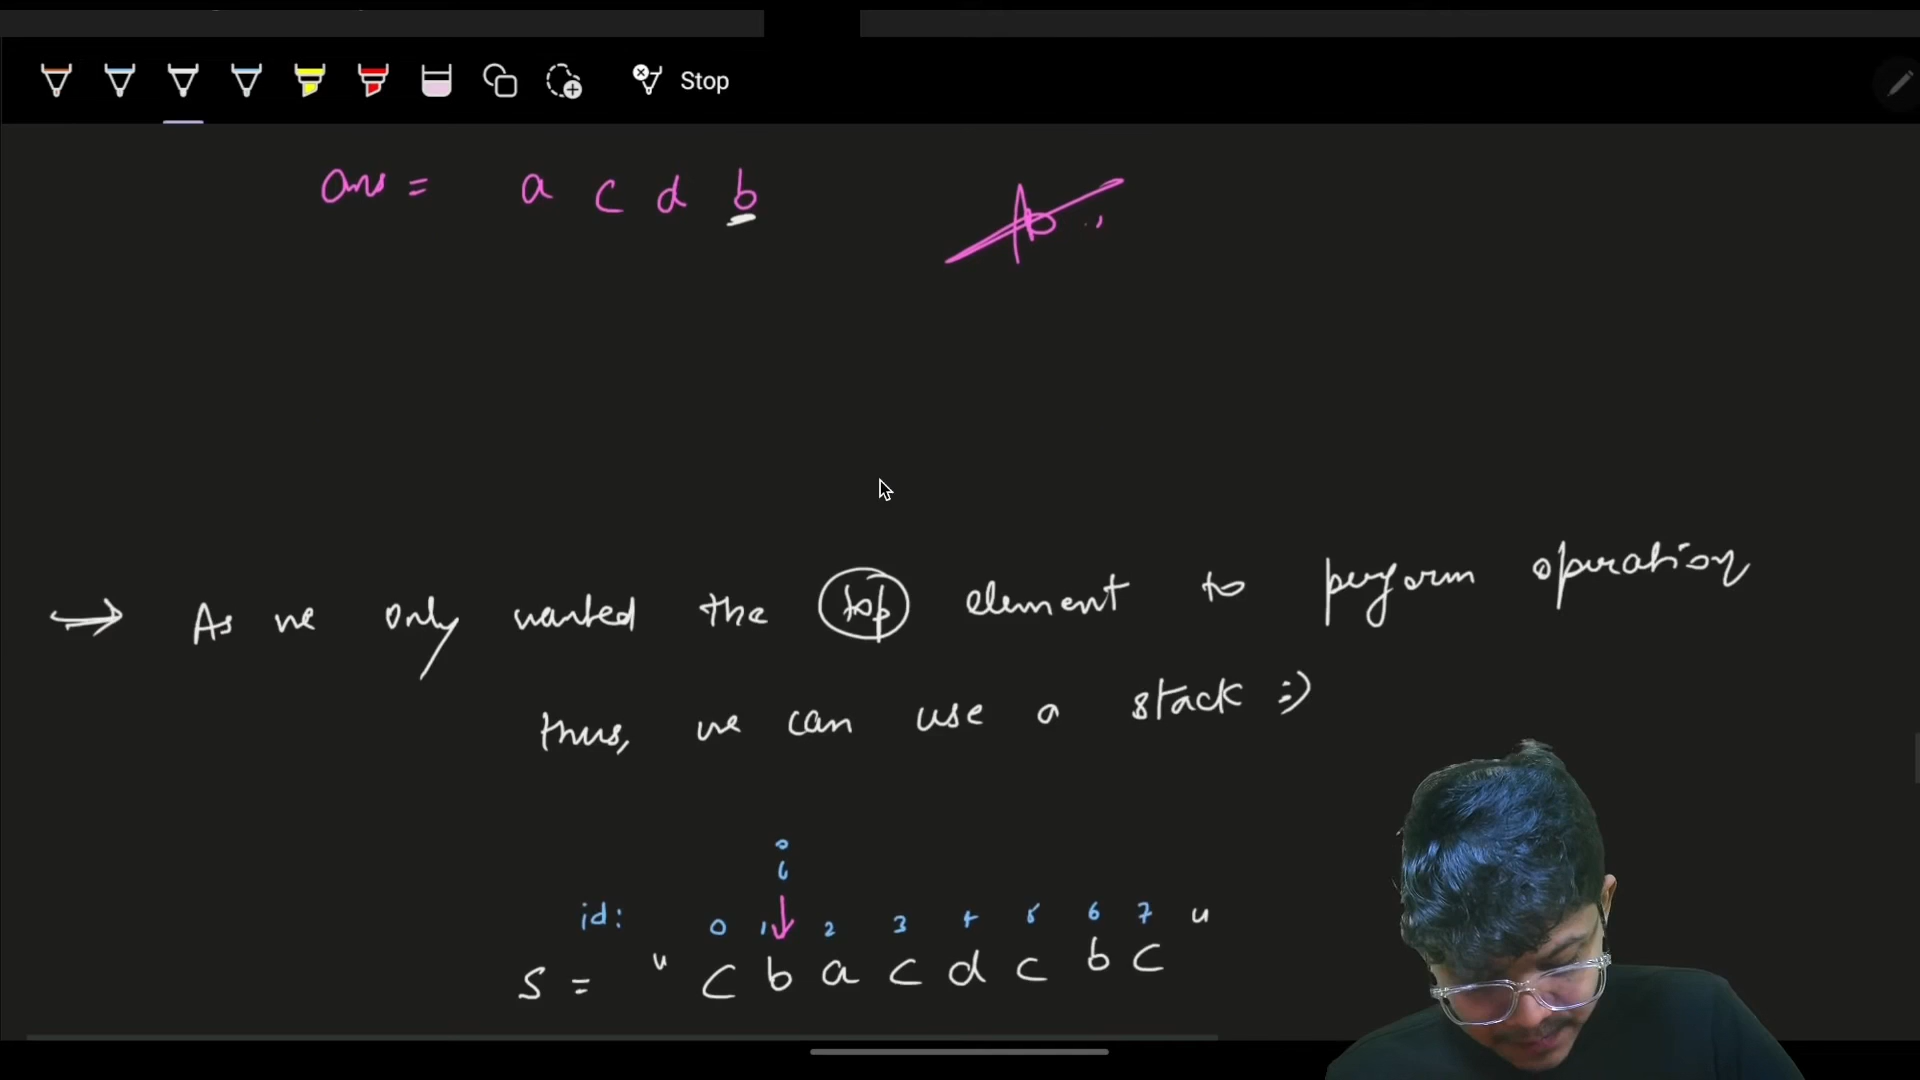 Stop
ans = a c d b
→ As we only wanted the top element to perform operation
thus, we can use a stack :)
i
id: 0 1 2 3 4 5 6 7
s = " c b a c d c b c "